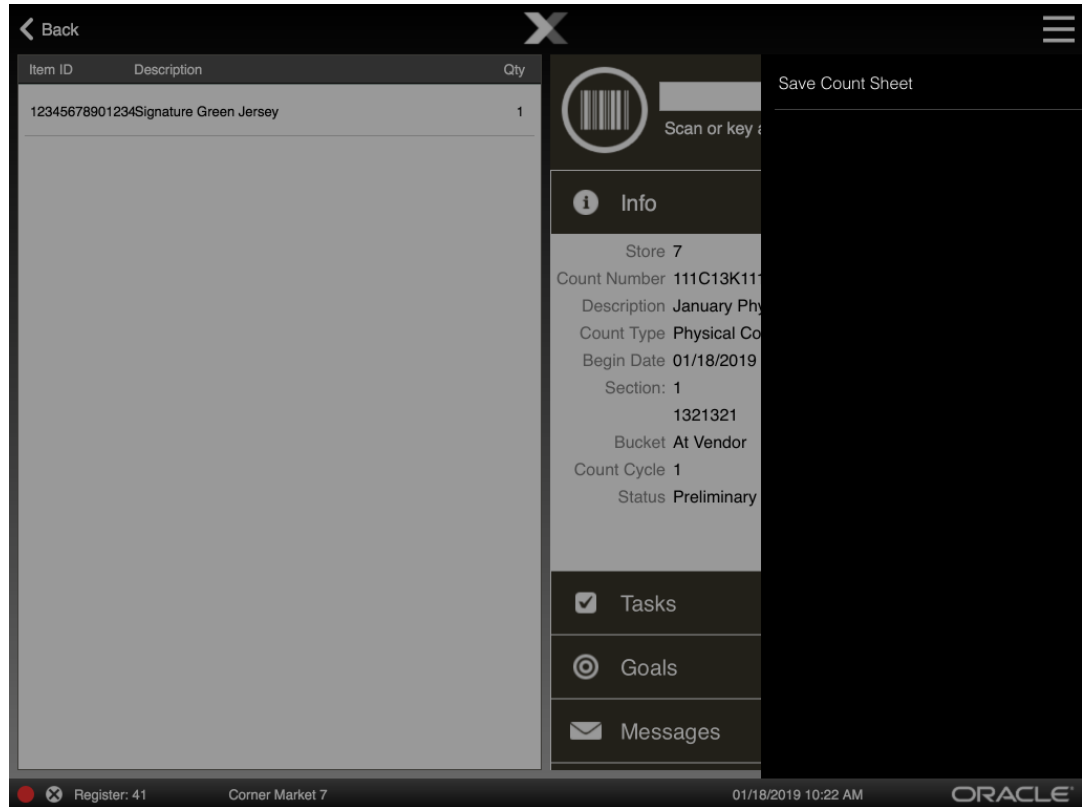 Back
Item ID Description Qty
12345678901234Signature Green Jersey 1
Scan or key
Save Count Sheet
Info
Store 7
Count Number 111C13K11
Description January Phy
Count Type Physical Co
Begin Date 01/18/2019
Section: 1
1321321
Bucket At Vendor
Count Cycle 1
Status Preliminary
Tasks
Goals
Messages
Register: 41 Corner Market 7 01/18/2019 10:22 AM ORACLE